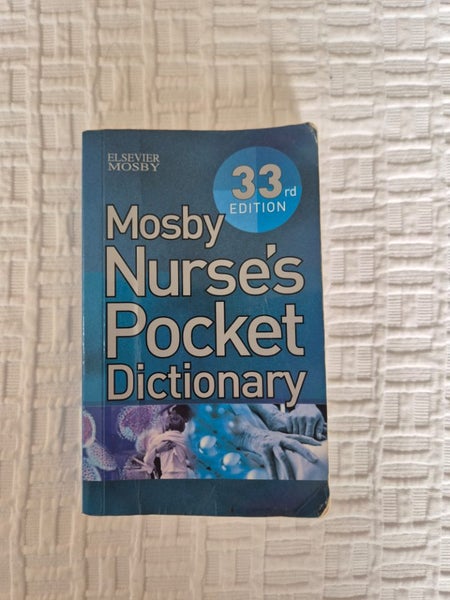 ELSEVIER
MOSBY
33rd
EDITION
Mosby
Nurse's
Pocket
Dictionary